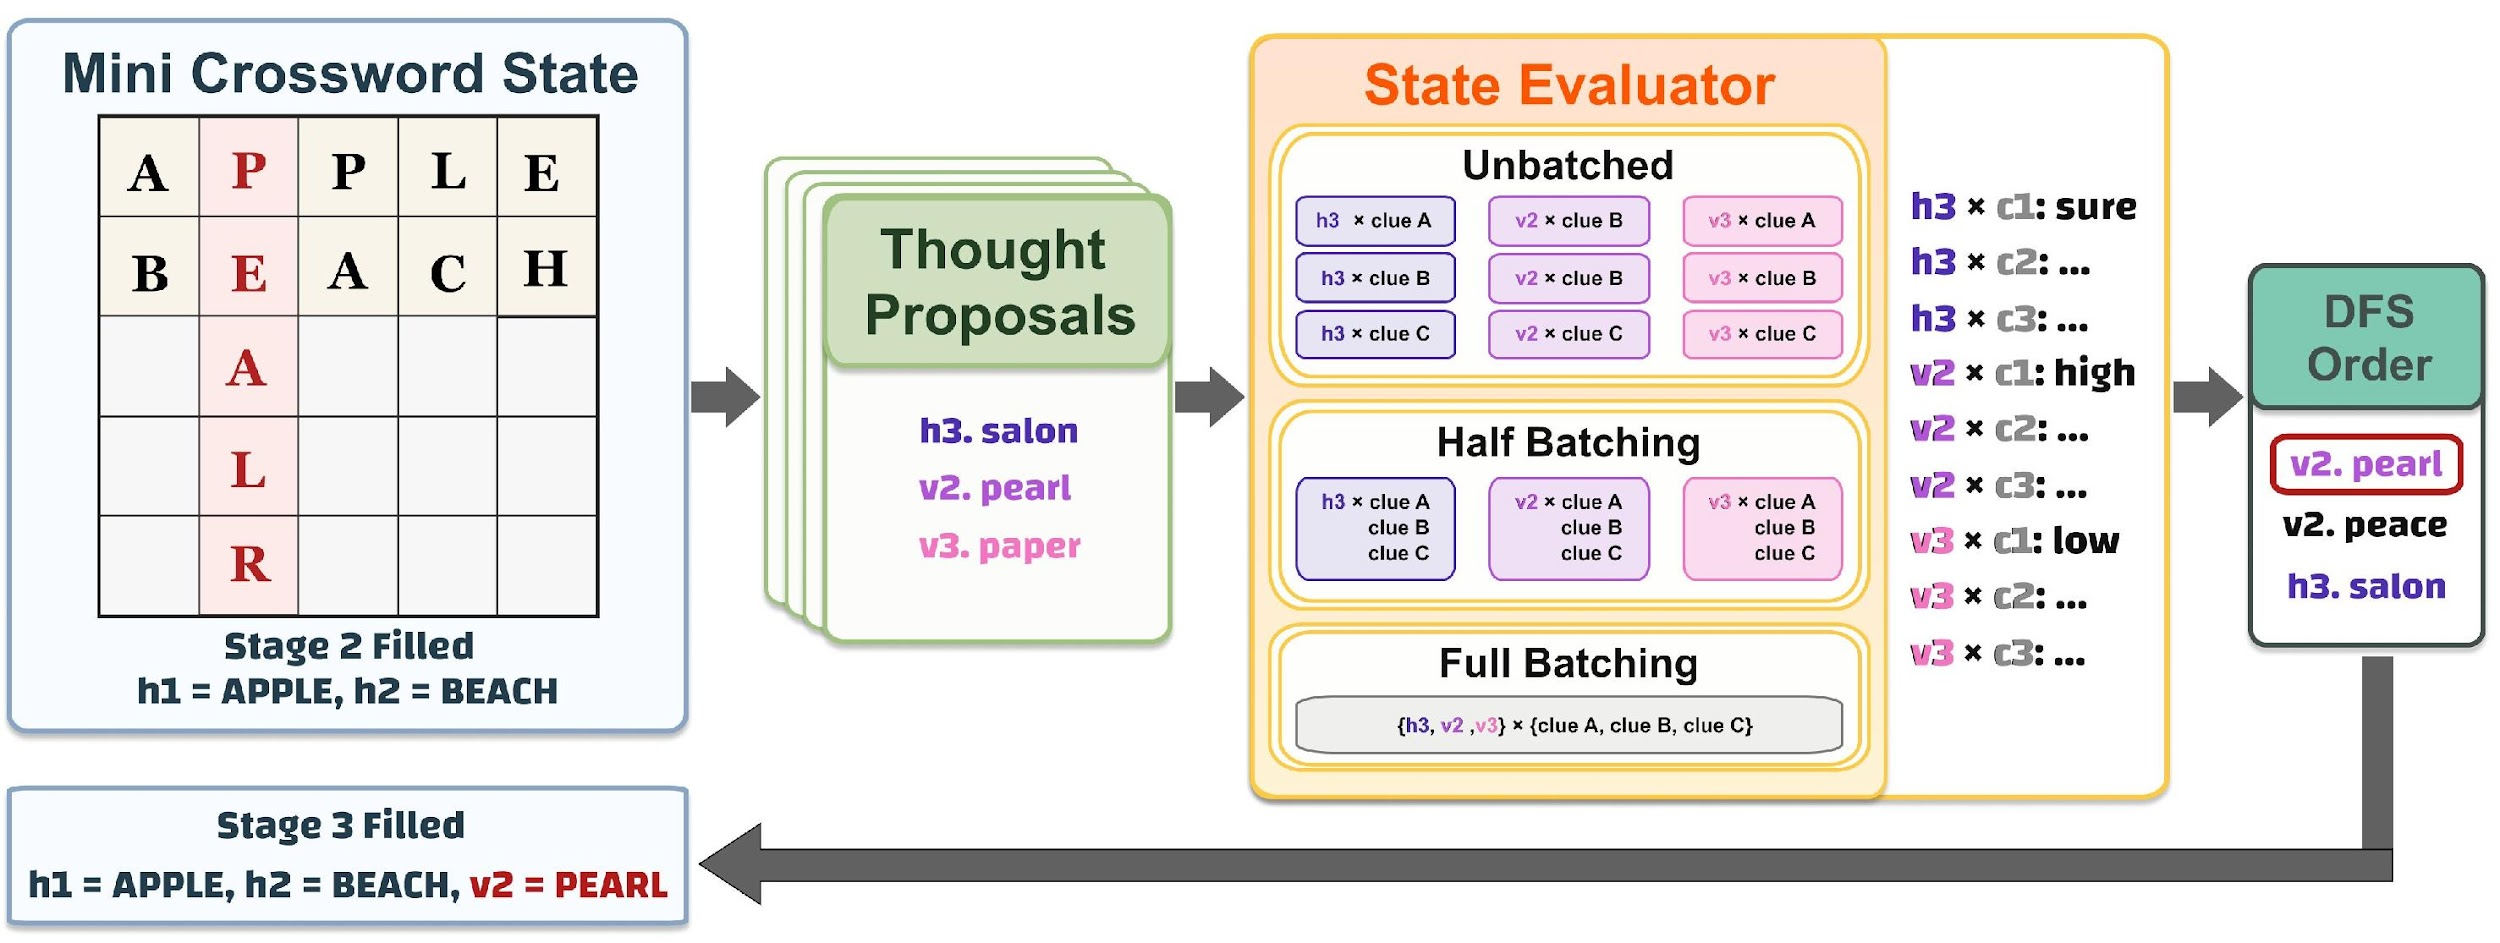 Mini Crossword State
A P P L E
B E A C H
A
L
R
Stage 2 Filled
h1 = APPLE, h2 = BEACH
Thought
Proposals
h3. salon
v2. pearl
v3. paper
State Evaluator
Unbatched
h3 × clue A v2 × clue B v3 × clue A
h3 × clue B v2 × clue B v3 × clue B
h3 × clue C v2 × clue C v3 × clue C
Half Batching
h3 × clue A v2 × clue A v3 × clue A
clue B clue B clue B
clue C clue C clue C
Full Batching
{h3, v2 ,v3} × {clue A, clue B, clue C}
h3 × c1: sure
h3 × c2: ...
h3 × c3: ...
v2 × c1: high
v2 × c2: ...
v2 × c3: ...
v3 × c1: low
v3 × c2: ...
v3 × c3: ...
DFS
Order
v2. pearl
v2. peace
h3. salon
Stage 3 Filled
h1 = APPLE, h2 = BEACH, v2 = PEARL